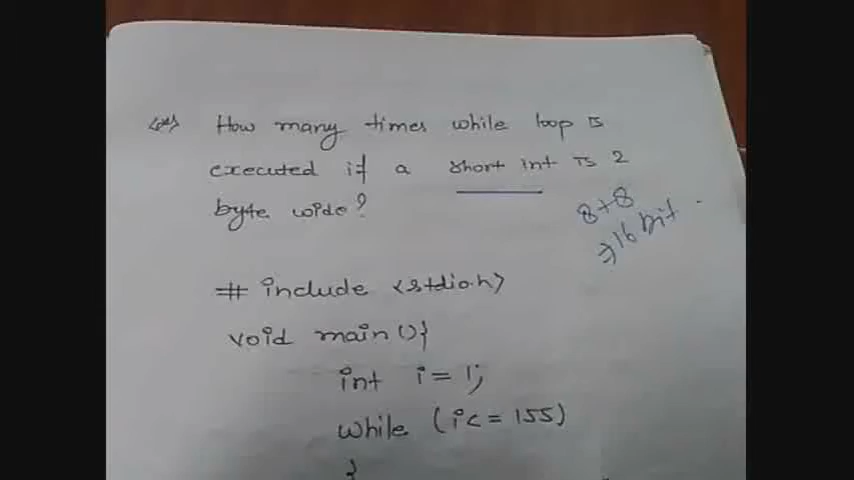 Ques
How many times while loop is
executed if a short int is 2
byte wide?
8+8
⇒16 bit
# include <stdio.h>
void main(){
int i = 1;
while (i<= 155)
{